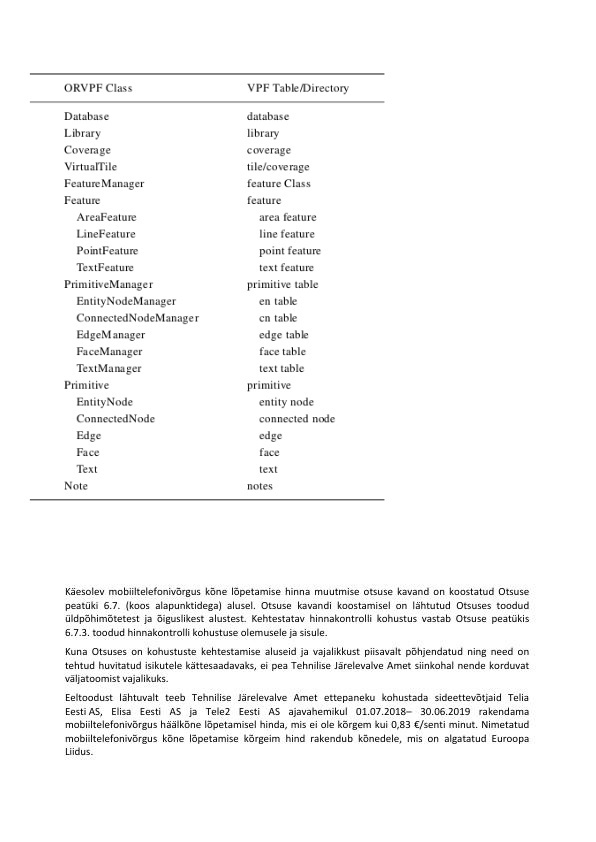 ORVPF Class VPF Table/Directory
Database database
Library library
Coverage coverage
VirtualTile tile/coverage
FeatureManager feature Class
Feature feature
AreaFeature area feature
LineFeature line feature
PointFeature point feature
TextFeature text feature
PrimitiveManager primitive table
EntityNodeManager en table
ConnectedNodeManager cn table
EdgeManager edge table
FaceManager face table
TextManager text table
Primitive primitive
EntityNode entity node
ConnectedNode connected node
Edge edge
Face face
Text text
Note notes
Käesolev mobiiltelefonivõrgus kõne lõpetamise hinna muutmise otsuse kavand on koostatud Otsuse
peatüki 6.7. (koos alapunktidega) alusel. Otsuse kavandi koostamisel on lähtutud Otsuses toodud
üldpõhimõtetest ja õiguslikest alustest. Kehtestatav hinnakontrolli kohustus vastab Otsuse peatükis
6.7.3. toodud hinnakontrolli kohustuse olemusele ja sisule.
Kuna Otsuses on kohustuste kehtestamise aluseid ja vajalikkust piisavalt põhjendatud ning need on
tehtud huvitatud isikutele kättesaadavaks, ei pea Tehnilise Järelevalve Amet siinkohal nende korduvat
väljatoomist vajalikuks.
Eeltoodust lähtuvalt teeb Tehnilise Järelevalve Amet ettepaneku kohustada sideettevõtjaid Telia
Eesti AS, Elisa Eesti AS ja Tele2 Eesti AS ajavahemikul 01.07.2018– 30.06.2019 rakendama
mobiiltelefonivõrgus häälkõne lõpetamisel hinda, mis ei ole kõrgem kui 0,83 €/senti minut. Nimetatud
mobiiltelefonivõrgus kõne lõpetamise kõrgeim hind rakendub kõnedele, mis on algatatud Euroopa
Liidus.